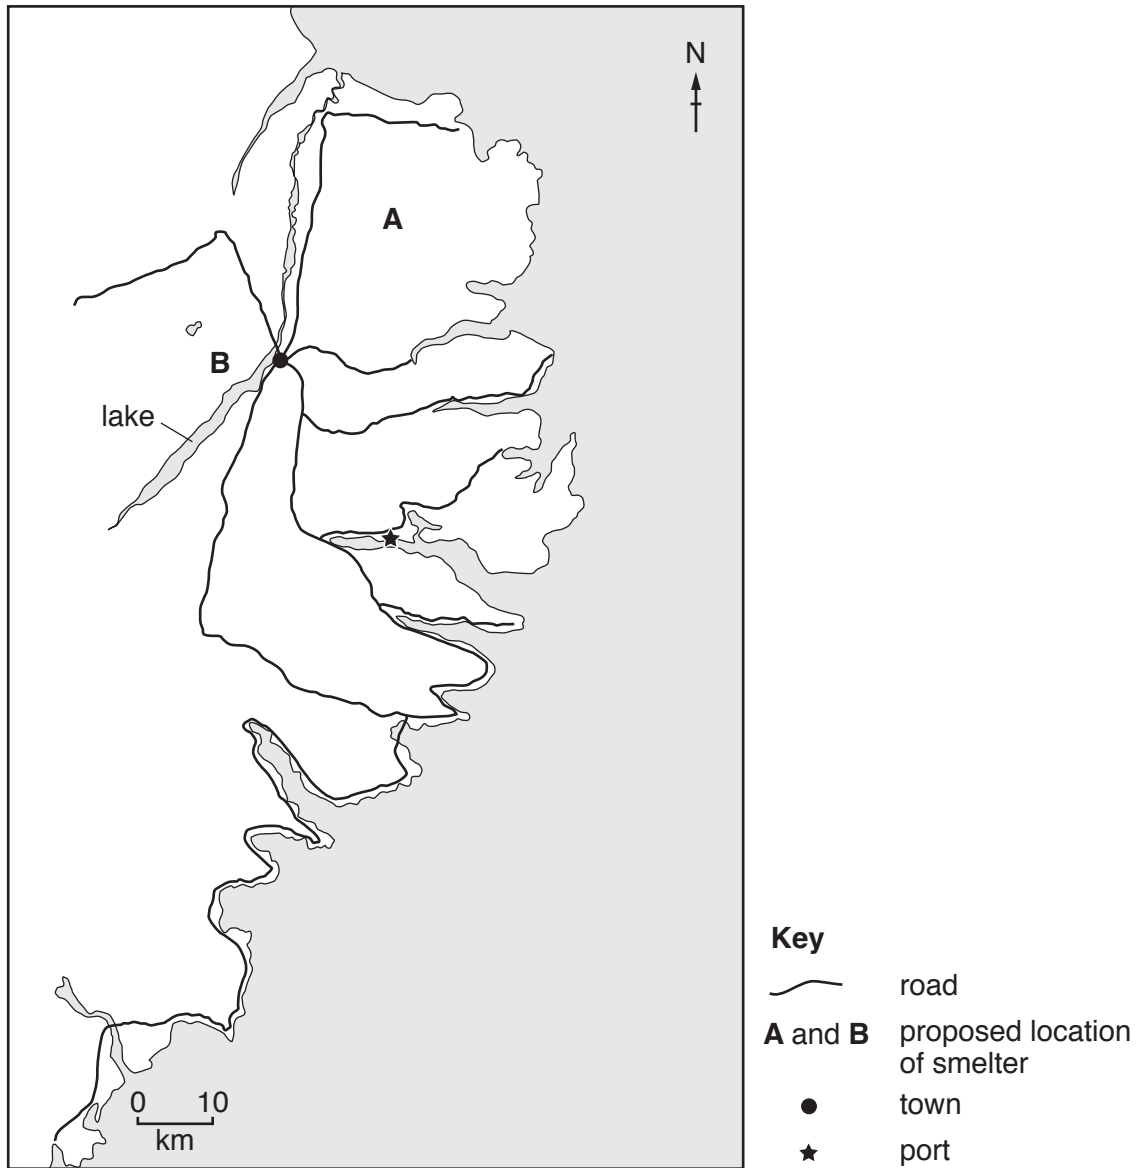 N
A
B
lake
0 10
km
Key
road
A and B proposed location
of smelter
town
port